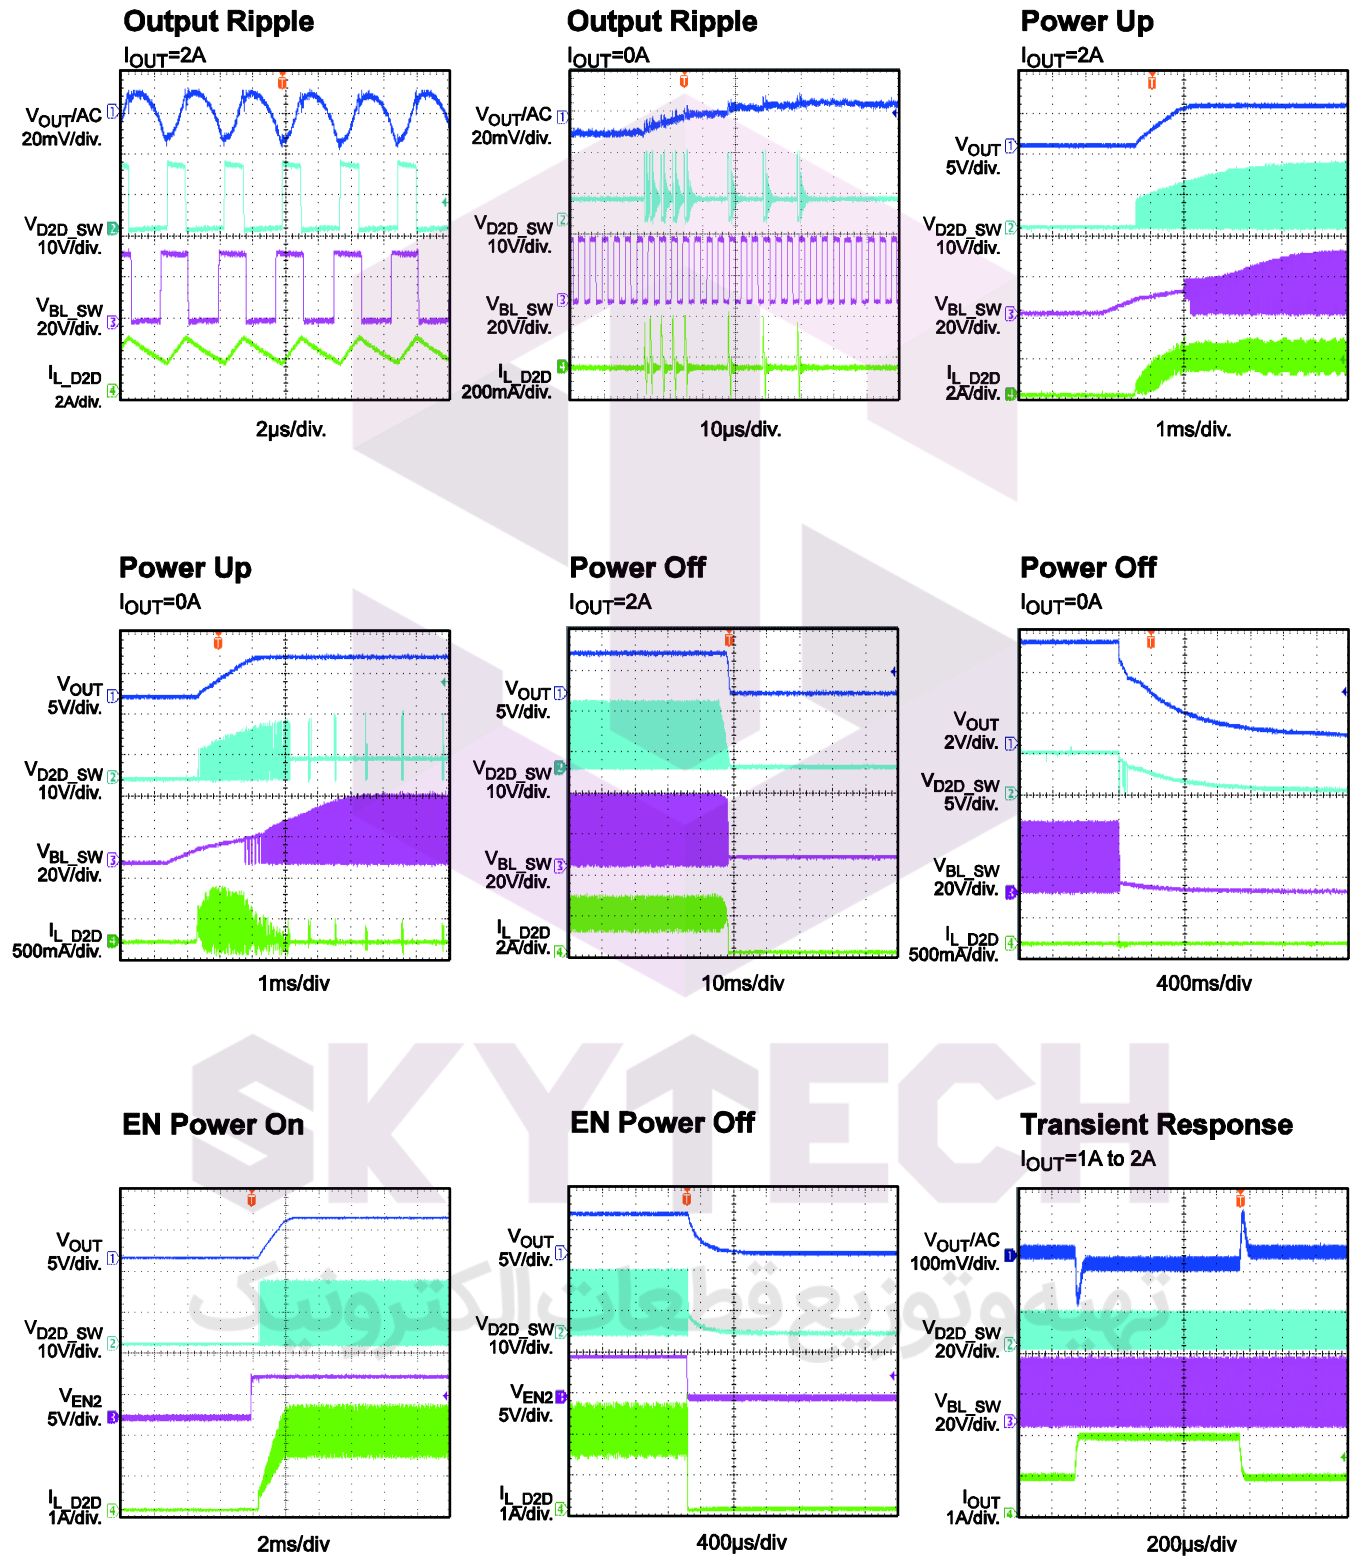 Output Ripple
IOUT=2A
VOUT/AC
20mV/div.
VD2D_SW
10V/div.
VBL_SW
20V/div.
IL_D2D
2A/div.
2µs/div.
Output Ripple
IOUT=0A
VOUT/AC
20mV/div.
VD2D_SW
10V/div.
VBL_SW
20V/div.
IL_D2D
200mA/div.
10µs/div.
Power Up
IOUT=2A
VOUT
5V/div.
VD2D_SW
10V/div.
VBL_SW
20V/div.
IL_D2D
2A/div.
1ms/div.
Power Up
IOUT=0A
VOUT
5V/div.
VD2D_SW
10V/div.
VBL_SW
20V/div.
IL_D2D
500mA/div.
1ms/div
Power Off
IOUT=2A
VOUT
5V/div.
VD2D_SW
10V/div.
VBL_SW
20V/div.
IL_D2D
2A/div.
10ms/div
Power Off
IOUT=0A
VOUT
2V/div.
VD2D_SW
5V/div.
VBL_SW
20V/div.
IL_D2D
500mA/div.
400ms/div
SKYTECH
EN Power On
VOUT
5V/div.
VD2D_SW
10V/div.
VEN2
5V/div.
IL_D2D
1A/div.
2ms/div
EN Power Off
VOUT
5V/div.
VD2D_SW
10V/div.
VEN2
5V/div.
IL_D2D
1A/div.
400µs/div
Transient Response
IOUT=1A to 2A
VOUT/AC
100mV/div.
VD2D_SW
20V/div.
VBL_SW
20V/div.
IOUT
1A/div.
200µs/div
تهیه و توزیع قطعات الکترونیک